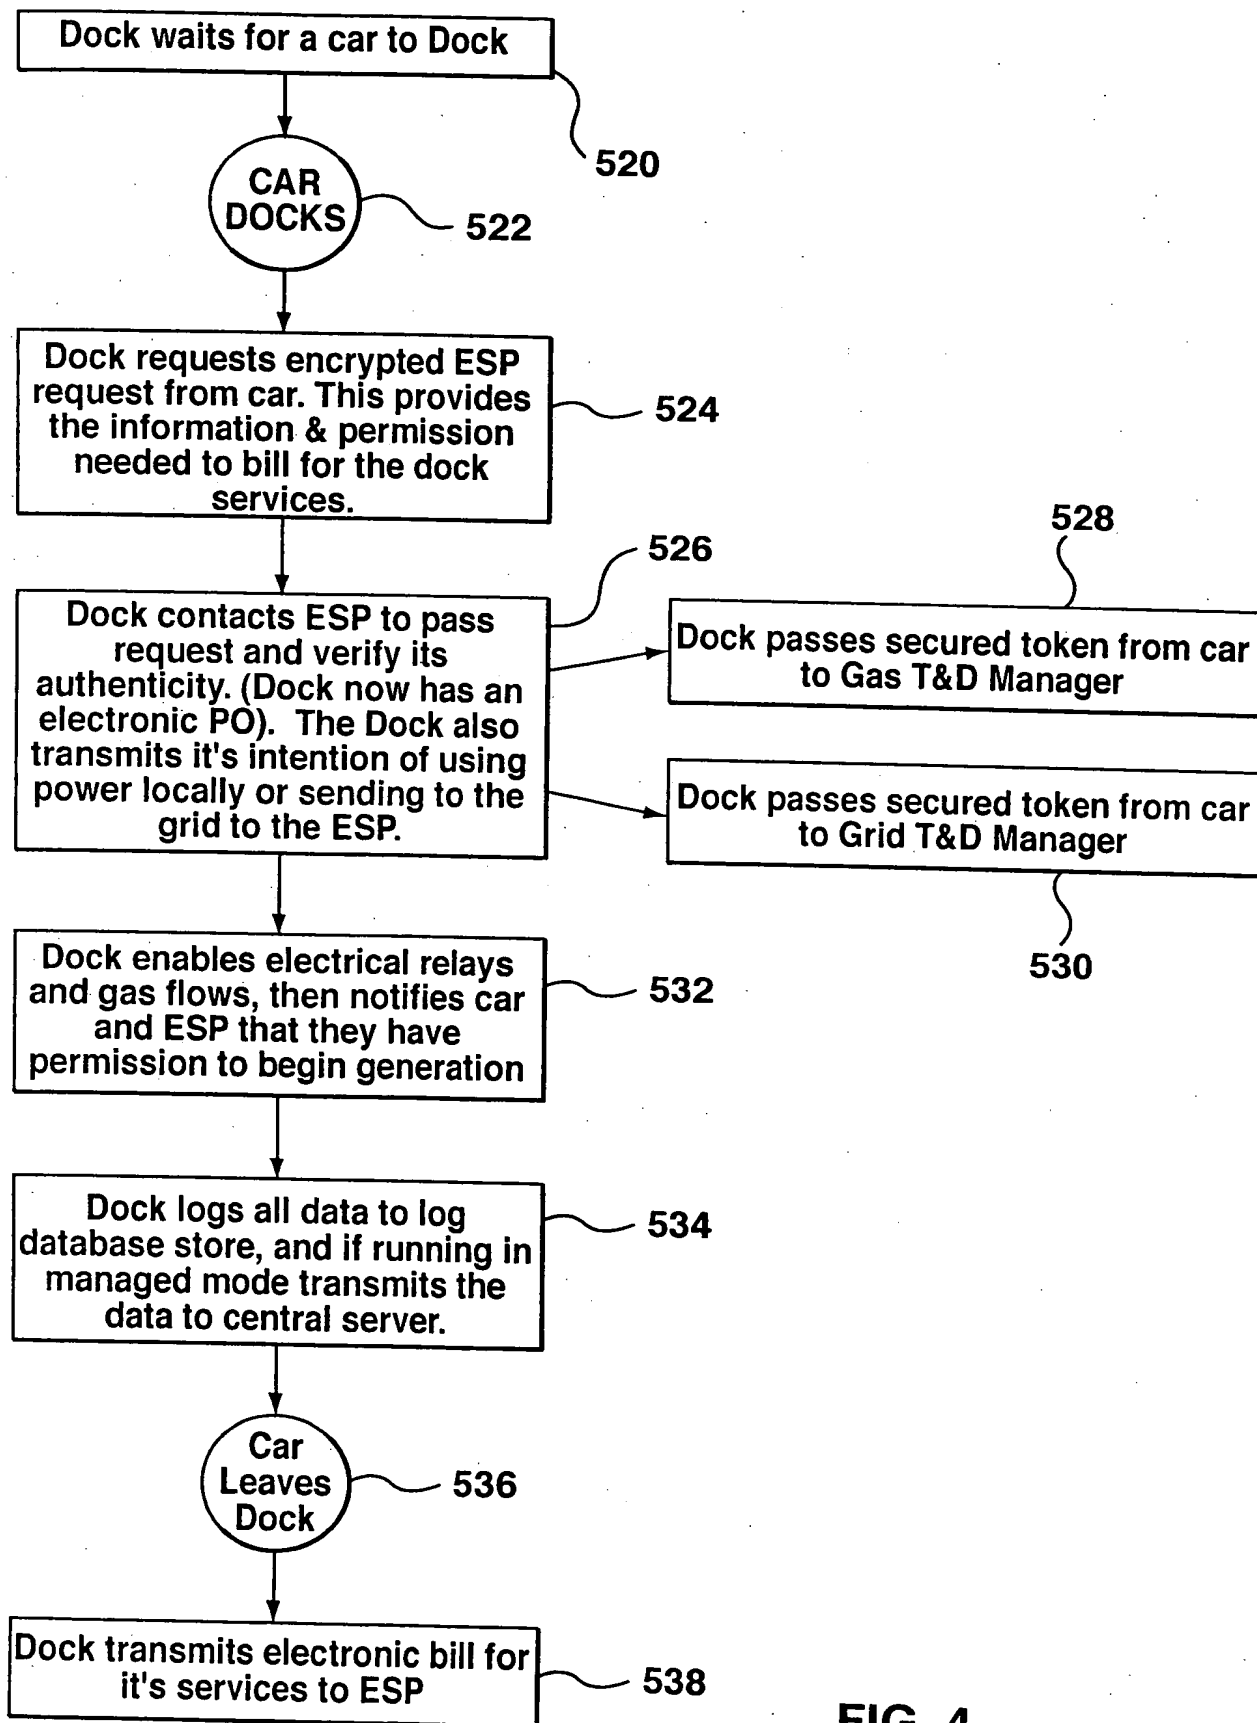 Dock waits for a car to Dock
520
CAR
DOCKS
522
Dock requests encrypted ESP
request from car. This provides
the information & permission
needed to bill for the dock
services.
524
526
Dock contacts ESP to pass
request and verify its
authenticity. (Dock now has an
electronic PO).  The Dock also
transmits it's intention of using
power locally or sending to the
grid to the ESP.
528
Dock passes secured token from car
to Gas T&D Manager
Dock passes secured token from car
to Grid T&D Manager
530
Dock enables electrical relays
and gas flows, then notifies car
and ESP that they have
permission to begin generation
532
Dock logs all data to log
database store, and if running in
managed mode transmits the
data to central server.
534
Car
Leaves
Dock
536
Dock transmits electronic bill for
it's services to ESP
538
FIG. 4